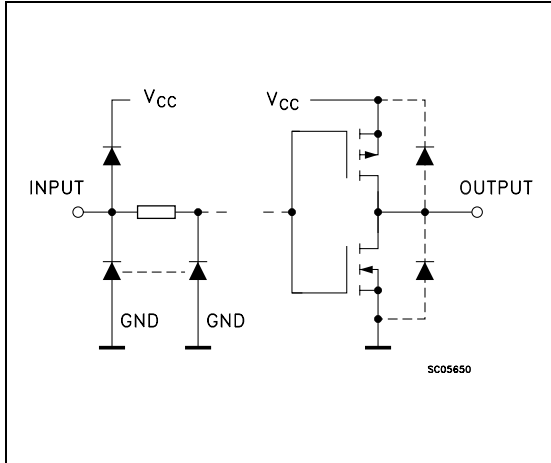 VCC
VCC
INPUT
OUTPUT
GND
GND
SC05650